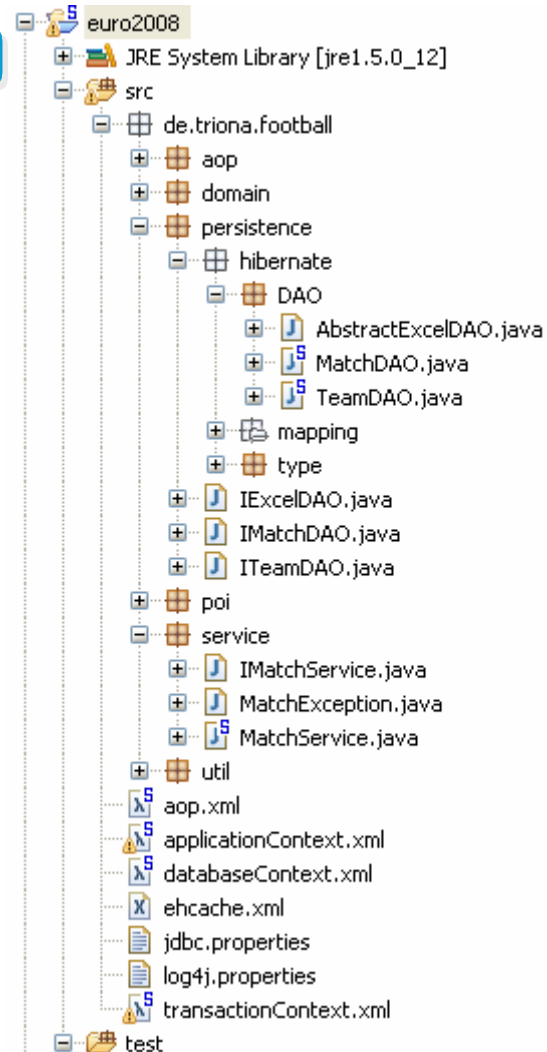 euro2008
JRE System Library [jre1.5.0_12]
src
de.triona.football
aop
domain
persistence
hibernate
DAO
AbstractExcelDAO.java
MatchDAO.java
TeamDAO.java
mapping
type
IExcelDAO.java
IMatchDAO.java
ITeamDAO.java
poi
service
IMatchService.java
MatchException.java
MatchService.java
util
aop.xml
applicationContext.xml
databaseContext.xml
ehcache.xml
jdbc.properties
log4j.properties
transactionContext.xml
test